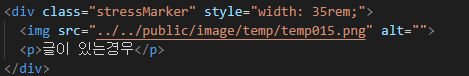 <div class="stressMarker" style="width: 35rem;">
<img src="../../public/image/temp/temp015.png" alt="">
<p>글이 있는경우</p>
</div>